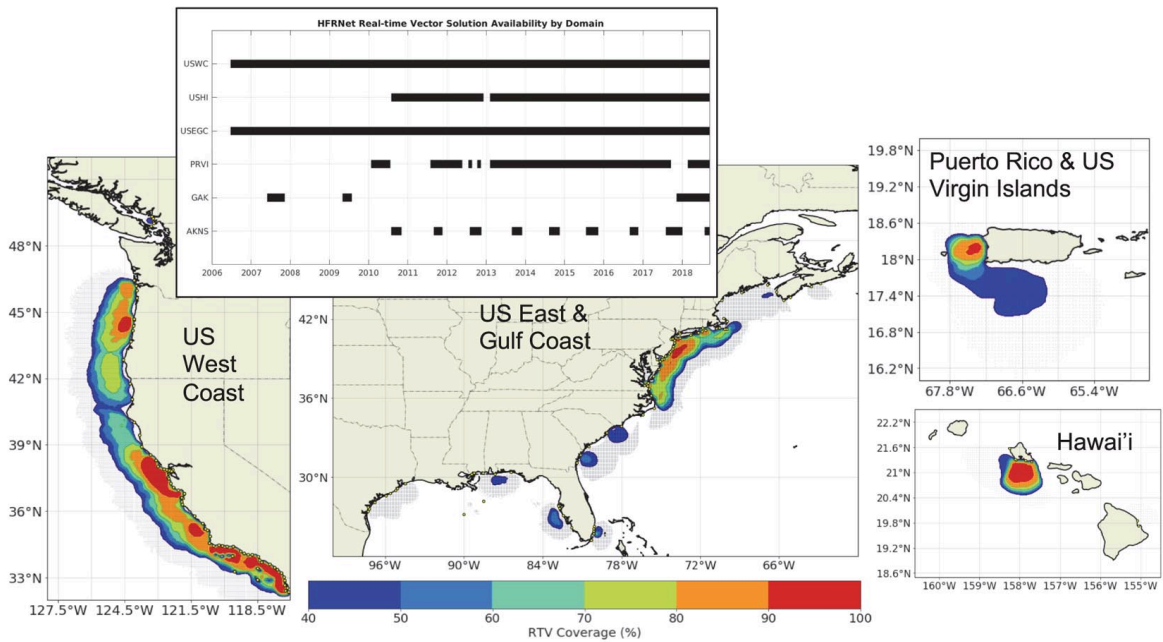 HFRNet Real-time Vector Solution Availability by Domain
USWC
USHI
USEGC
PRVI
GAK
AKNS
2006 2007 2008 2009 2010 2011 2012 2013 2014 2015 2016 2017 2018
48°N
45°N
42°N
39°N
36°N
33°N
127.5°W 124.5°W 121.5°W 118.5°W
US
West
Coast
US East &
Gulf Coast
42°N
36°N
30°N
96°W 90°W 84°W 78°W 72°W 66°W
Puerto Rico & US
Virgin Islands
19.8°N
19.2°N
18.6°N
18°N
17.4°N
16.8°N
16.2°N
67.8°W 66.6°W 65.4°W
Hawai'i
22.2°N
21.6°N
21°N
20.4°N
19.8°N
19.2°N
18.6°N
160°W 159°W 158°W 157°W 156°W 155°W
40 50 60 70 80 90 100
RTV Coverage (%)